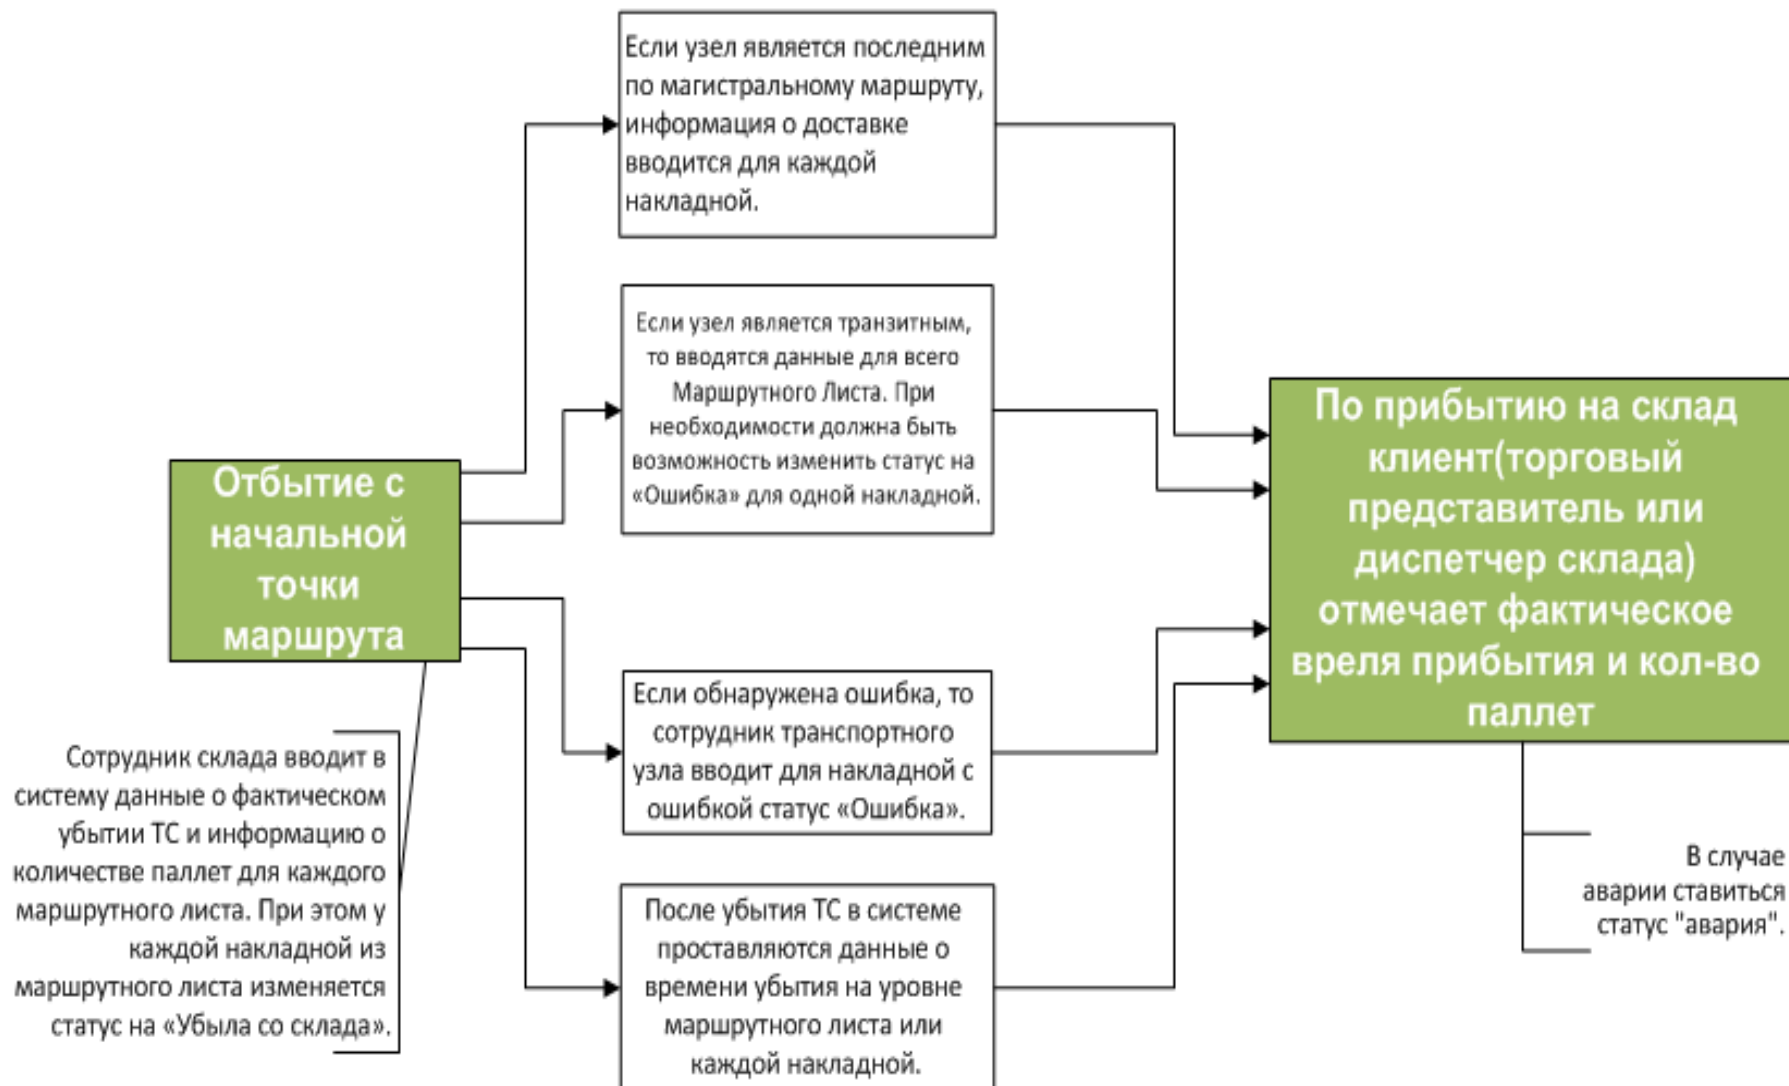 Если узел является последним
по магистральному маршруту,
информация о доставке
вводится для каждой
накладной.
Если узел является транзитным,
то вводятся данные для всего
Маршрутного Листа. При
необходимости должна быть
возможность изменить статус на
«Ошибка» для одной накладной.
Отбытие с
начальной
точки
маршрута
Сотрудник склада вводит в
систему данные о фактическом
убытии ТС и информацию о
количестве паллет для каждого
маршрутного листа. При этом у
каждой накладной из
маршрутного листа изменяется
статус на «Убыла со склада».
Если обнаружена ошибка, то
сотрудник транспортного
узла вводит для накладной с
ошибкой статус «Ошибка».
После убытия ТС в системе
проставляются данные о
времени убытия на уровне
маршрутного листа или
каждой накладной.
По прибытию на склад
клиент(торговый
представитель или
диспетчер склада)
отмечает фактическое
вреля прибытия и кол-во
паллет
В случае
аварии ставиться
статус "авария".